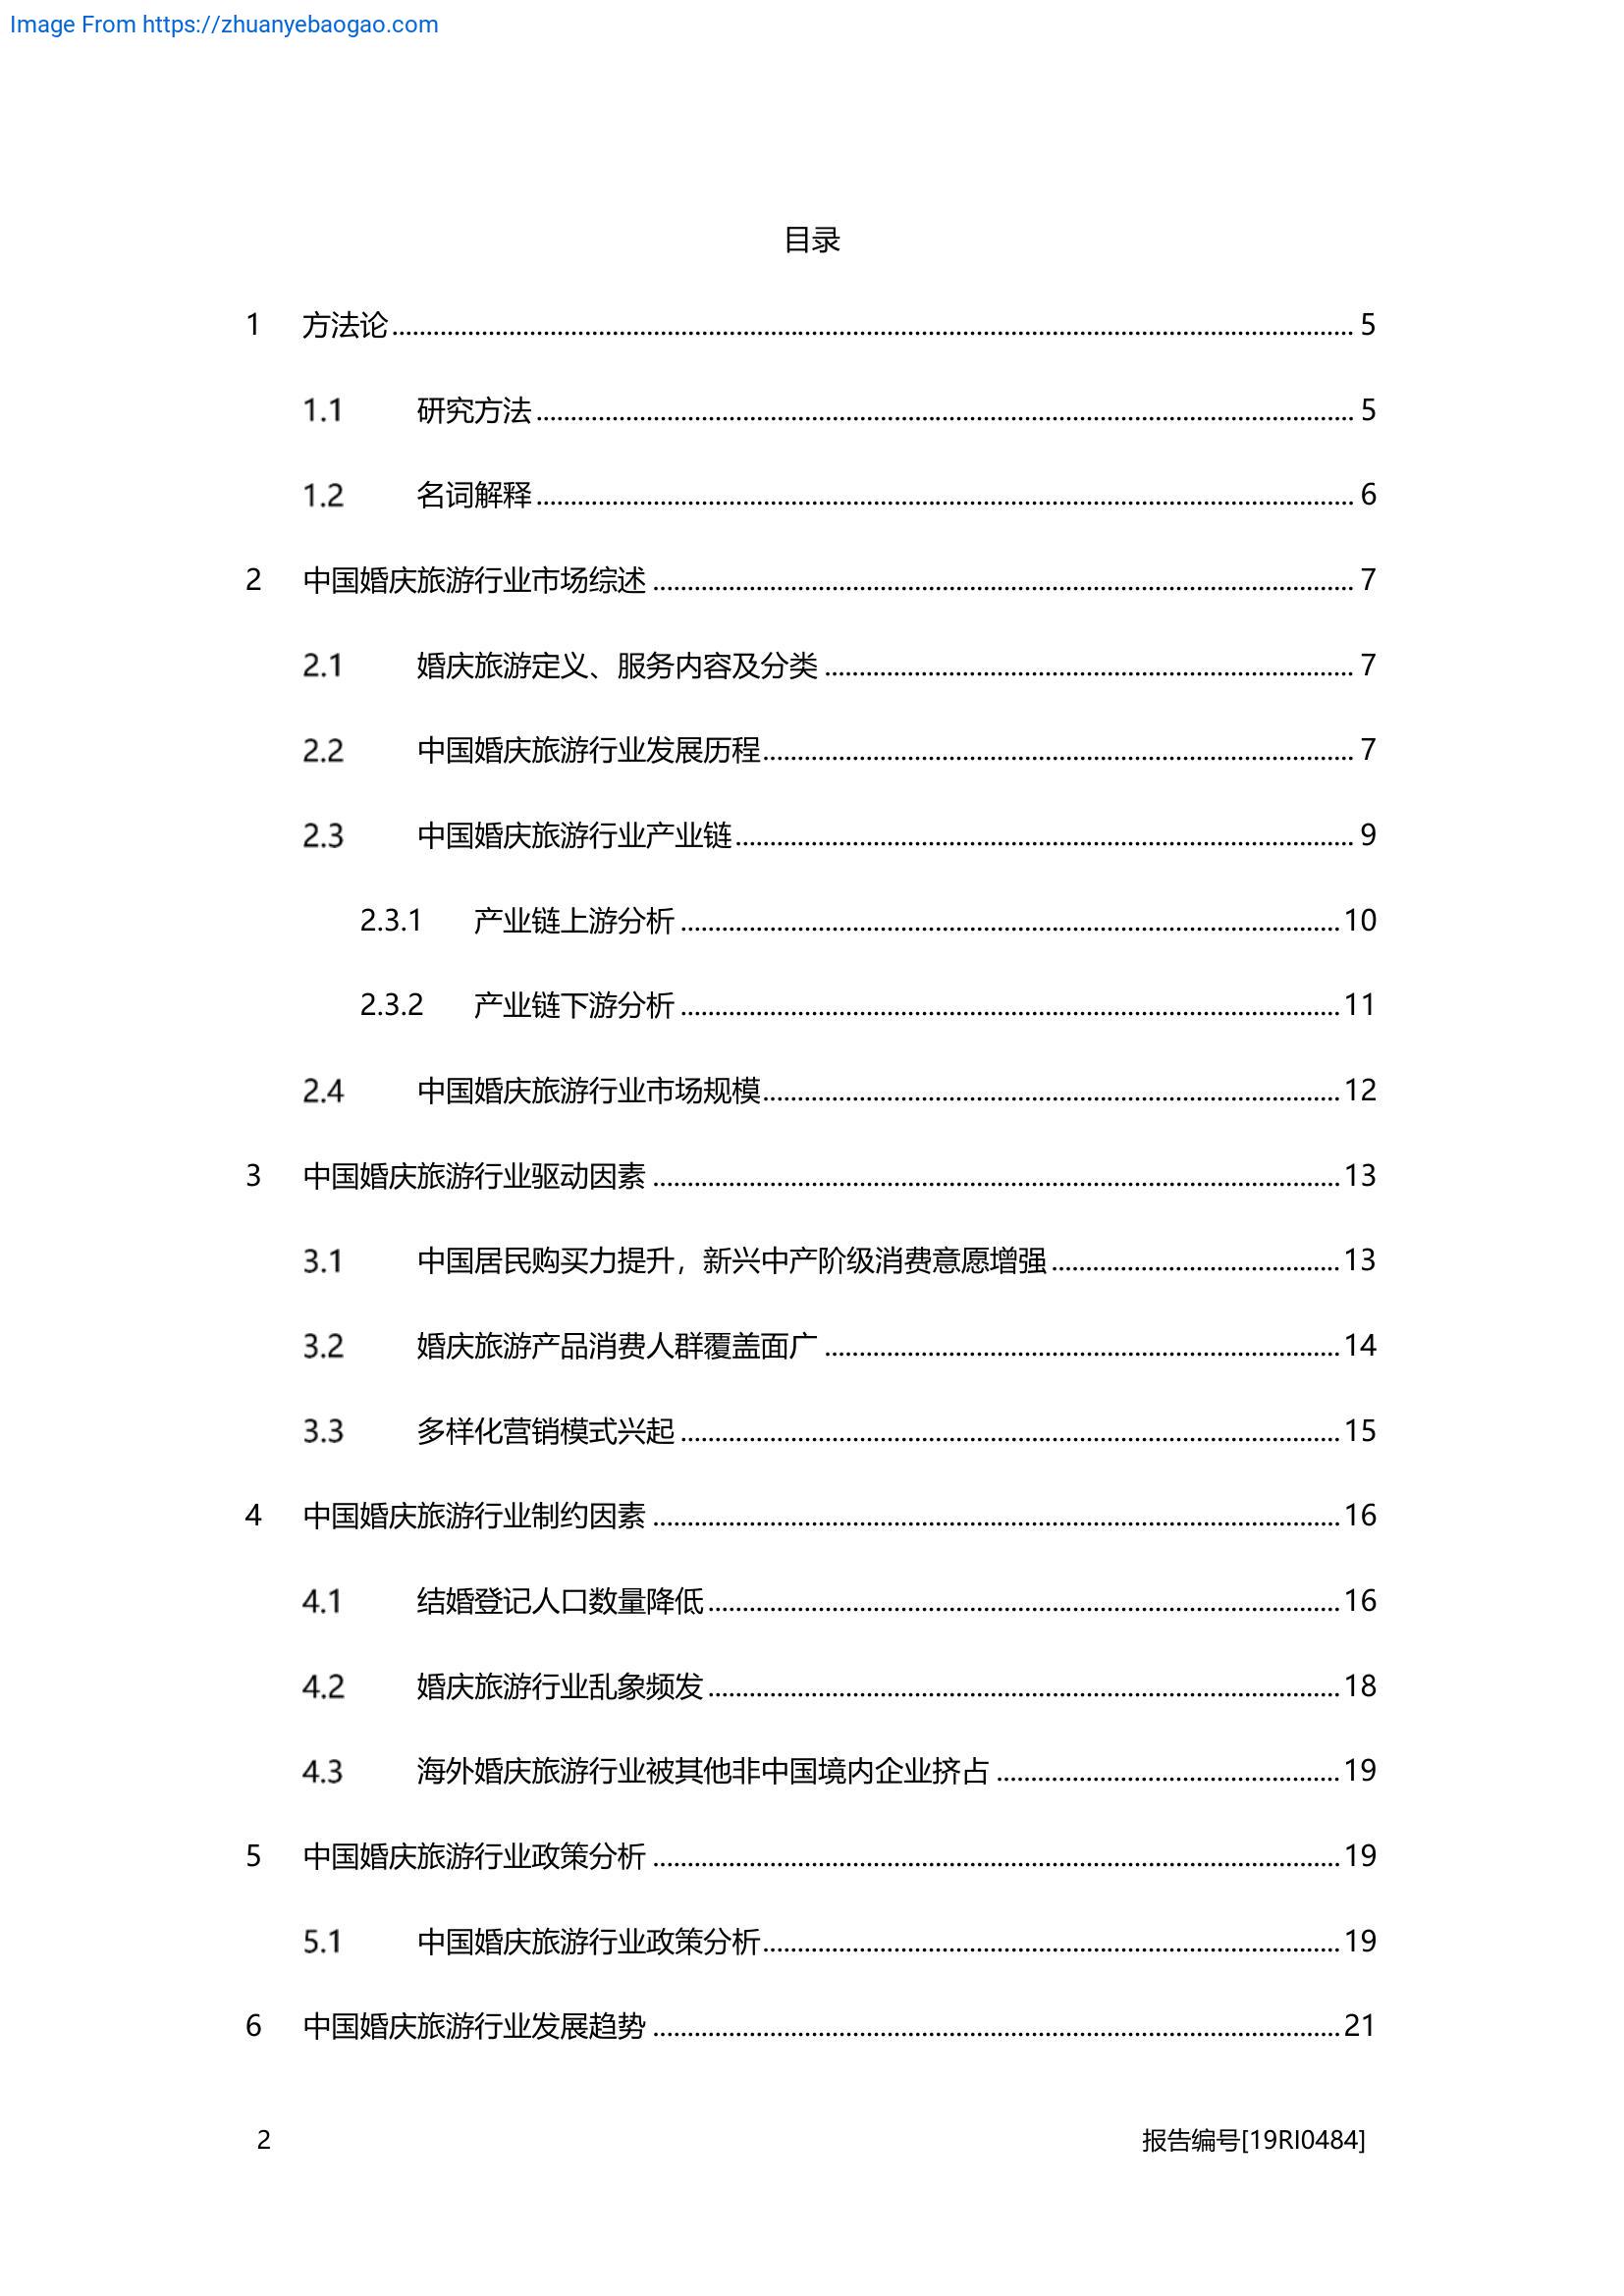 Image From https://zhuanyebaogao.com
目录
1 方法论 5
1.1 研究方法 5
1.2 名词解释 6
2 中国婚庆旅游行业市场综述 7
2.1 婚庆旅游定义、服务内容及分类 7
2.2 中国婚庆旅游行业发展历程 7
2.3 中国婚庆旅游行业产业链 9
2.3.1 产业链上游分析 10
2.3.2 产业链下游分析 11
2.4 中国婚庆旅游行业市场规模 12
3 中国婚庆旅游行业驱动因素 13
3.1 中国居民购买力提升，新兴中产阶级消费意愿增强 13
3.2 婚庆旅游产品消费人群覆盖面广 14
3.3 多样化营销模式兴起 15
4 中国婚庆旅游行业制约因素 16
4.1 结婚登记人口数量降低 16
4.2 婚庆旅游行业乱象频发 18
4.3 海外婚庆旅游行业被其他非中国境内企业挤占 19
5 中国婚庆旅游行业政策分析 19
5.1 中国婚庆旅游行业政策分析 19
6 中国婚庆旅游行业发展趋势 21
2 报告编号[19RI0484]